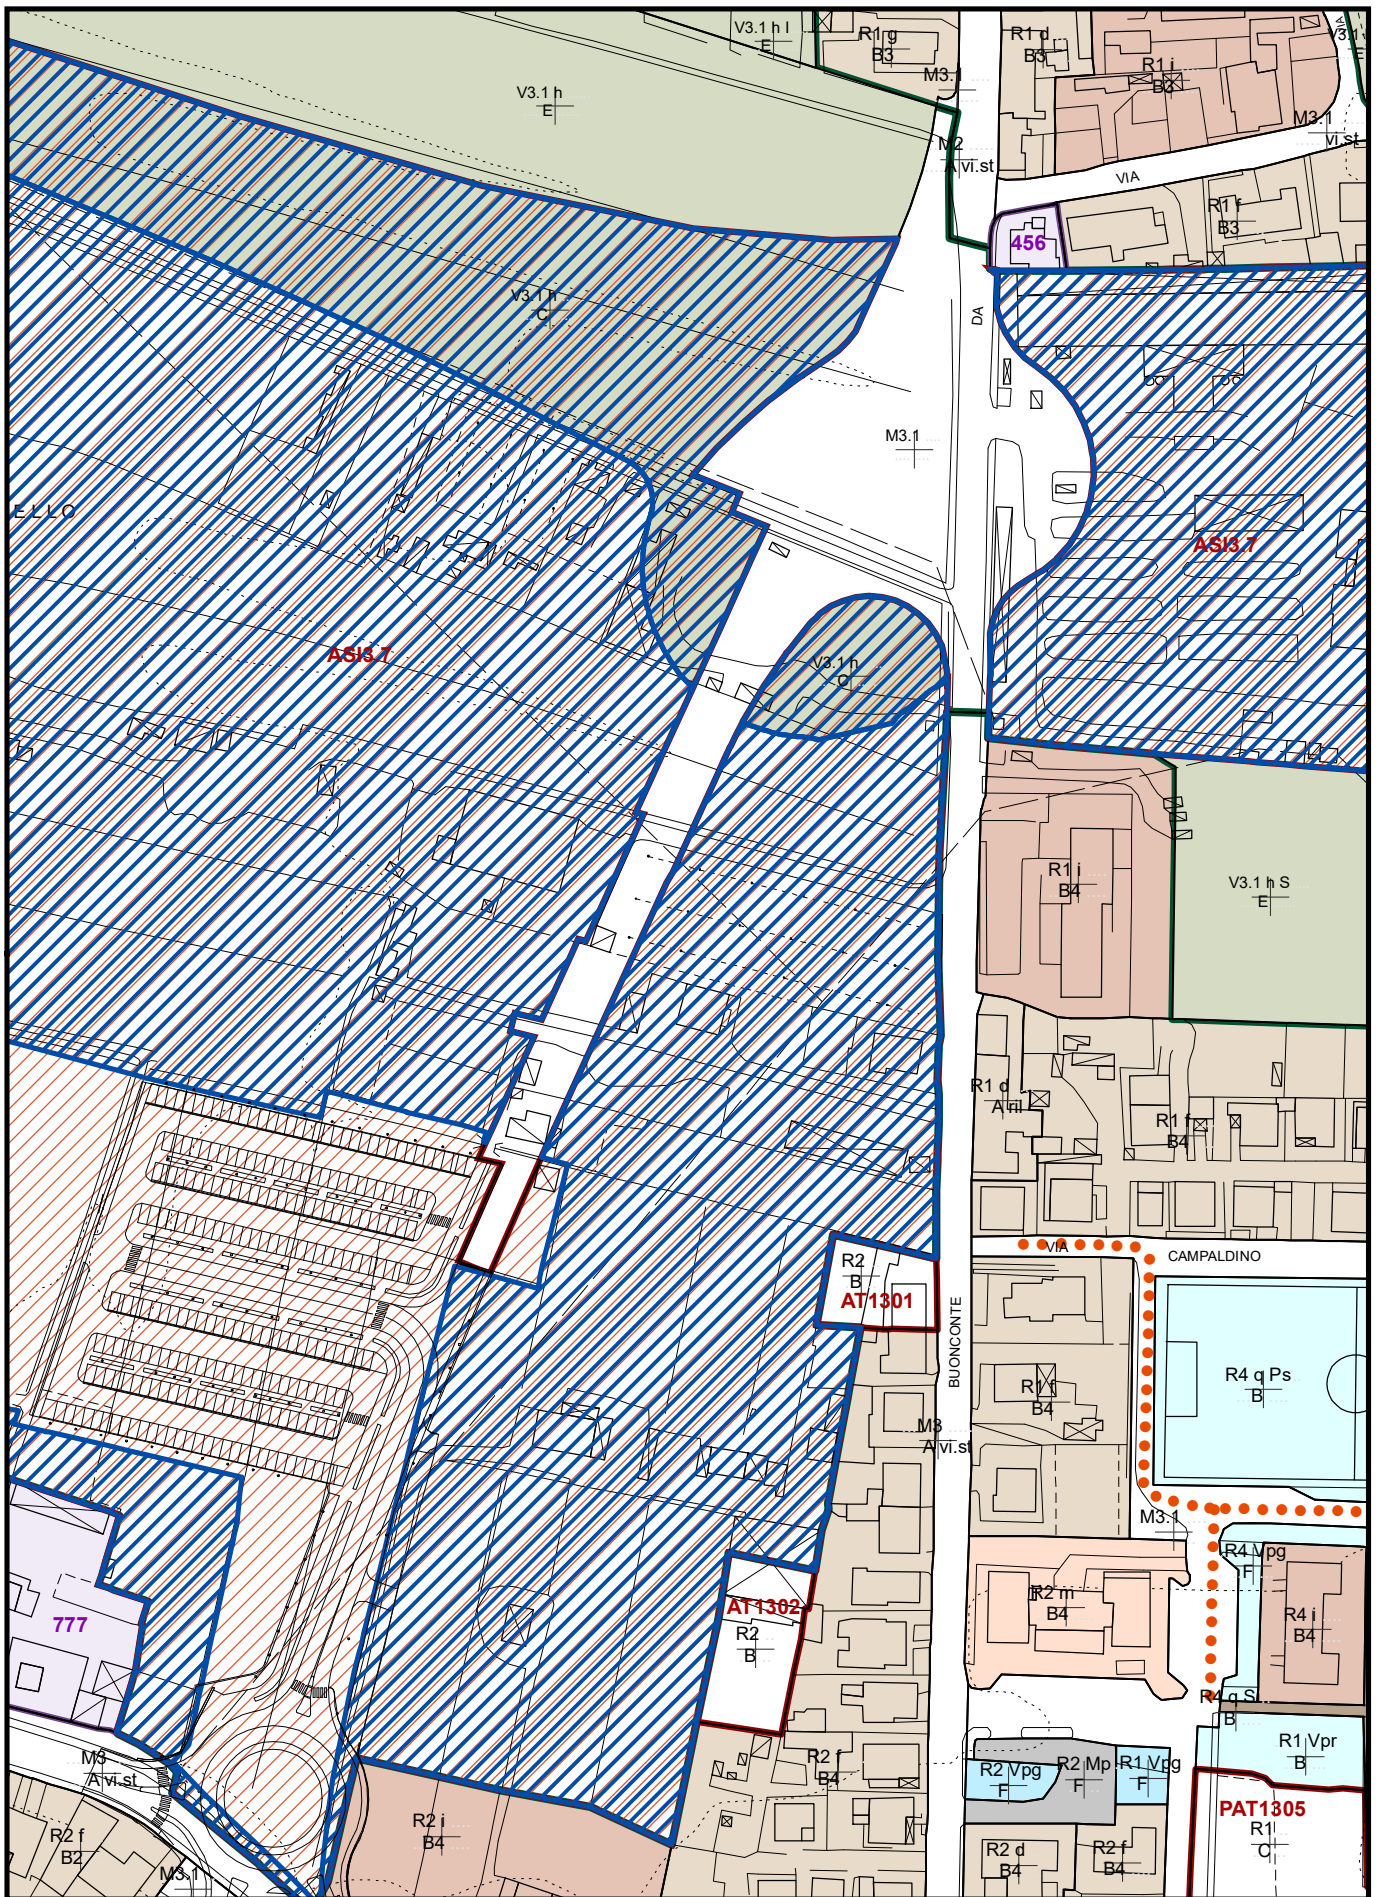 V3.1 h I
E
R1 g
B3
R1 d
B3
VIA
V3.1
E
R1 i
B3
M3.1
V3.1 h
E
M3.1
vi.st
M2
A vi.st
VIA
R1 f
B3
456
V3.1 h
C
DA
M3.1
ELLO
ASI3.7
ASI3.7
V3.1 h
C
R1 i
B4
V3.1 h S
E
R1 d
A ril
R1 f
B4
VIA
CAMPALDINO
R2
B
AT1301
BUONCONTE
R4 q Ps
B
R1 f
B4
M3
A vi.st
M3.1
R4 Vpg
F
R2 m
B4
AT1302
R2
B
R4 i
B4
777
R4 q S
B
R1 Vpr
B
M3
A vi.st
R2 f
B4
R2 Vpg
F
R2 Mp
F
R1 Vpg
F
PAT1305
R1
C
R2 i
B4
R2 f
B2
R2 d
B4
R2 f
B4
M3.1